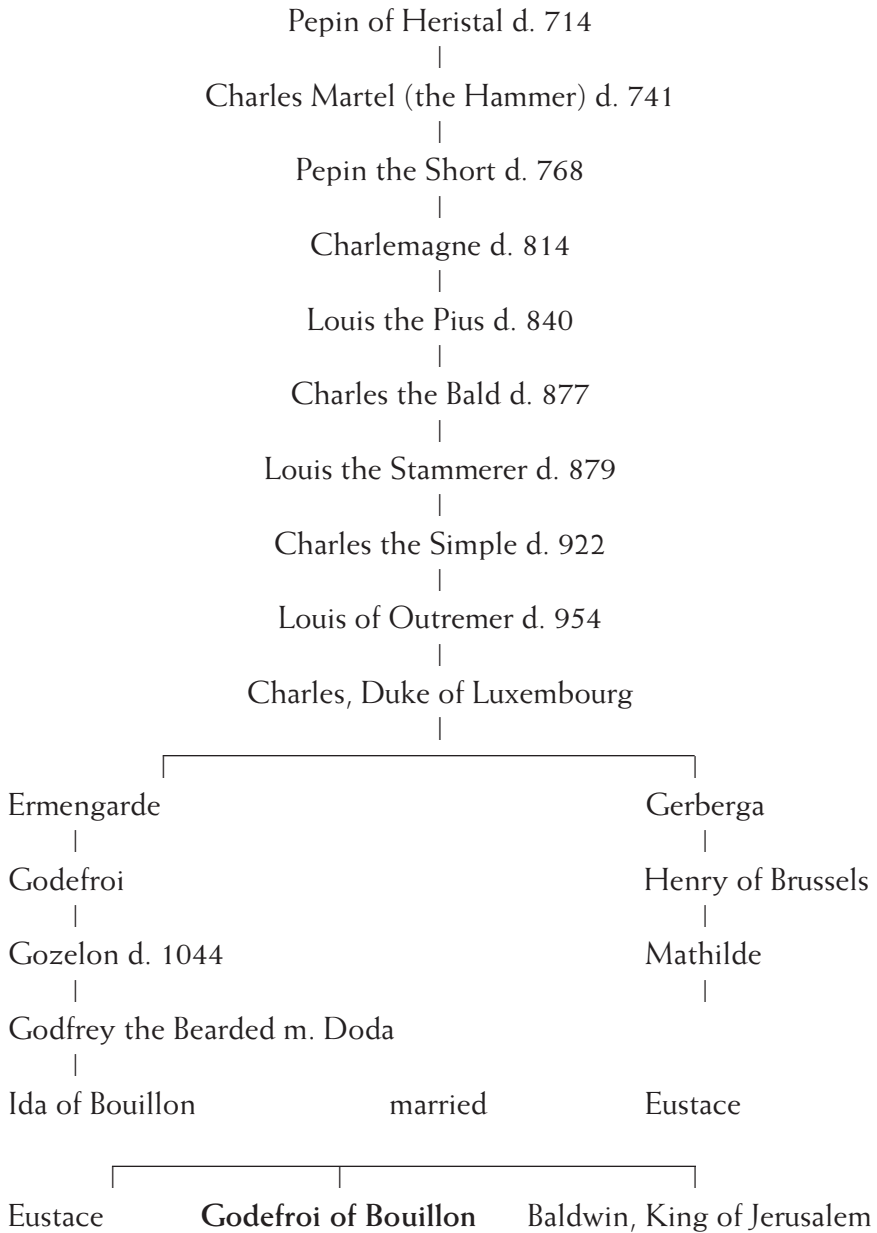 Pepin of Heristal d. 714
Charles Martel (the Hammer) d. 741
Pepin the Short d. 768
Charlemagne d. 814
Louis the Pius d. 840
Charles the Bald d. 877
Louis the Stammerer d. 879
Charles the Simple d. 922
Louis of Outremer d. 954
Charles, Duke of Luxembourg
Ermengarde Gerberga
Godefroi Henry of Brussels
Gozelon d. 1044 Mathilde
Godfrey the Bearded m. Doda
Ida of Bouillon married Eustace
Eustace Godefroi of Bouillon Baldwin, King of Jerusalem